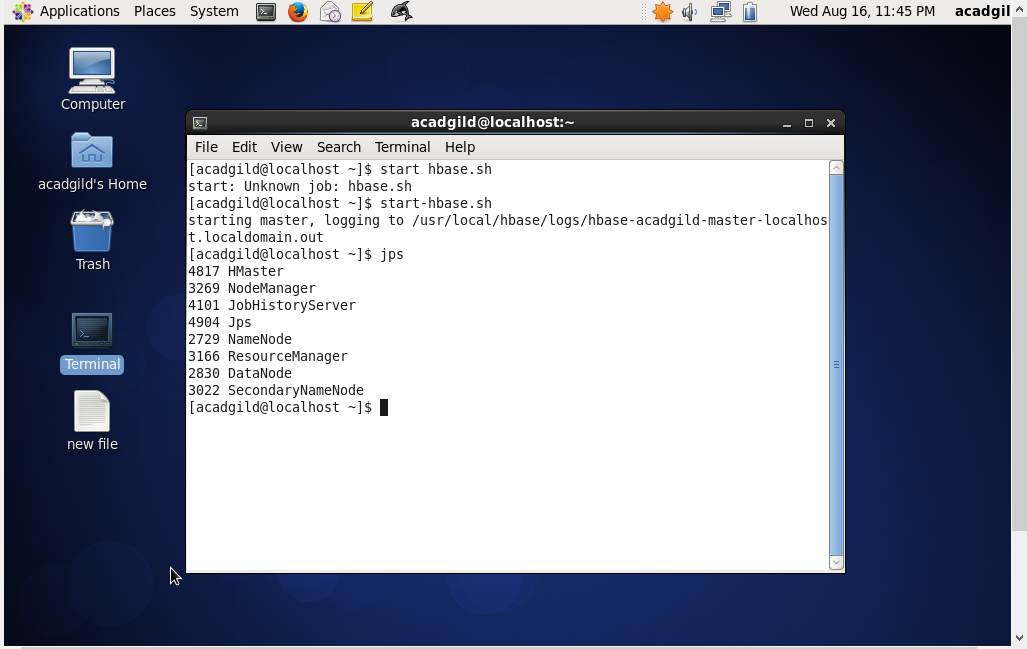 Applications Places System Wed Aug 16, 11:45 PM acadgil
Computer
acadgild's Home
Trash
Terminal
new file
acadgild@localhost:~
File Edit View Search Terminal Help
[acadgild@localhost ~]$ start hbase.sh
start: Unknown job: hbase.sh
[acadgild@localhost ~]$ start-hbase.sh
starting master, logging to /usr/local/hbase/logs/hbase-acadgild-master-localhos
t.localdomain.out
[acadgild@localhost ~]$ jps
4817 HMaster
3269 NodeManager
4101 JobHistoryServer
4904 Jps
2729 NameNode
3166 ResourceManager
2830 DataNode
3022 SecondaryNameNode
[acadgild@localhost ~]$